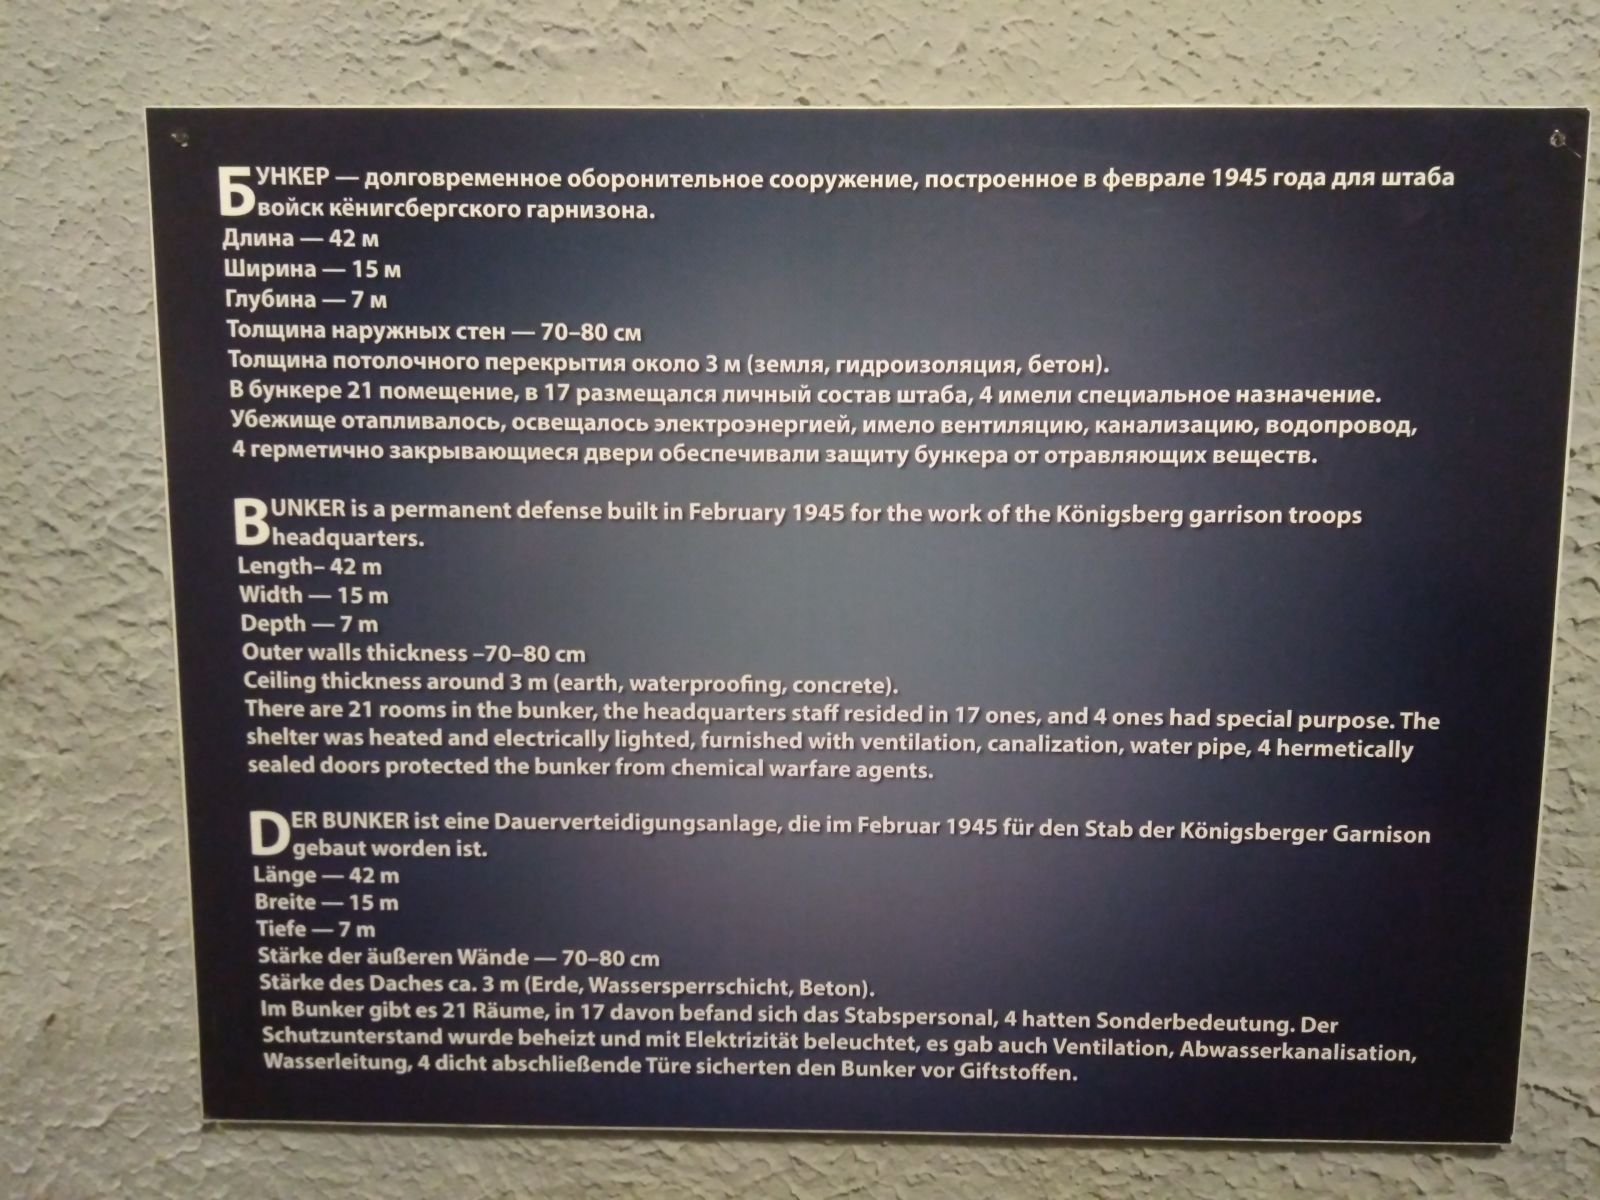 БУНКЕР — долговременное оборонительное сооружение, построенное в феврале 1945 года для штаба
войск кёнигсбергского гарнизона.
Длина — 42 м
Ширина — 15 м
Глубина — 7 м
Толщина наружных стен — 70–80 см
Толщина потолочного перекрытия около 3 м (земля, гидроизоляция, бетон).
В бункере 21 помещение, в 17 размещался личный состав штаба, 4 имели специальное назначение.
Убежище отапливалось, освещалось электроэнергией, имело вентиляцию, канализацию, водопровод,
4 герметично закрывающиеся двери обеспечивали защиту бункера от отравляющих веществ.
BUNKER is a permanent defense built in February 1945 for the work of the Königsberg garrison troops
headquarters.
Length– 42 m
Width — 15 m
Depth — 7 m
Outer walls thickness –70–80 cm
Ceiling thickness around 3 m (earth, waterproofing, concrete).
There are 21 rooms in the bunker, the headquarters staff resided in 17 ones, and 4 ones had special purpose. The
shelter was heated and electrically lighted, furnished with ventilation, canalization, water pipe, 4 hermetically
sealed doors protected the bunker from chemical warfare agents.
DER BUNKER ist eine Dauerverteidigungsanlage, die im Februar 1945 für den Stab der Königsberger Garnison
gebaut worden ist.
Länge — 42 m
Breite — 15 m
Tiefe — 7 m
Stärke der äußeren Wände — 70–80 cm
Stärke des Daches ca. 3 m (Erde, Wassersperrschicht, Beton).
Im Bunker gibt es 21 Räume, in 17 davon befand sich das Stabspersonal, 4 hatten Sonderbedeutung. Der
Schutzunterstand wurde beheizt und mit Elektrizität beleuchtet, es gab auch Ventilation, Abwasserkanalisation,
Wasserleitung, 4 dicht abschließende Türe sicherten den Bunker vor Giftstoffen.